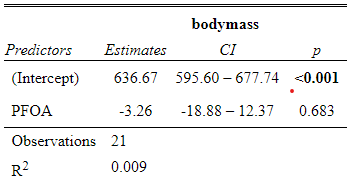 bodymass
Predictors Estimates CI p
(Intercept) 636.67 595.60 – 677.74 <0.001
PFOA -3.26 -18.88 – 12.37 0.683
Observations 21
R2 0.009